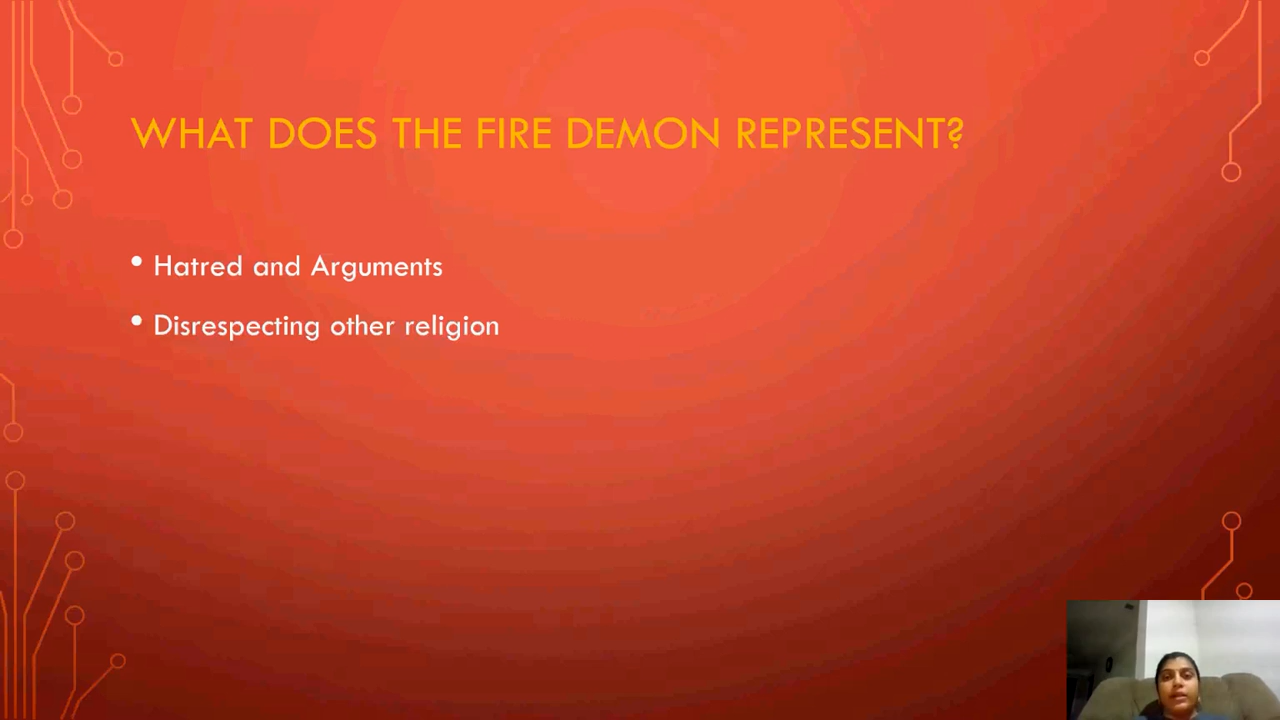 WHAT DOES THE FIRE DEMON REPRESENT?
• Hatred and Arguments
• Disrespecting other religion